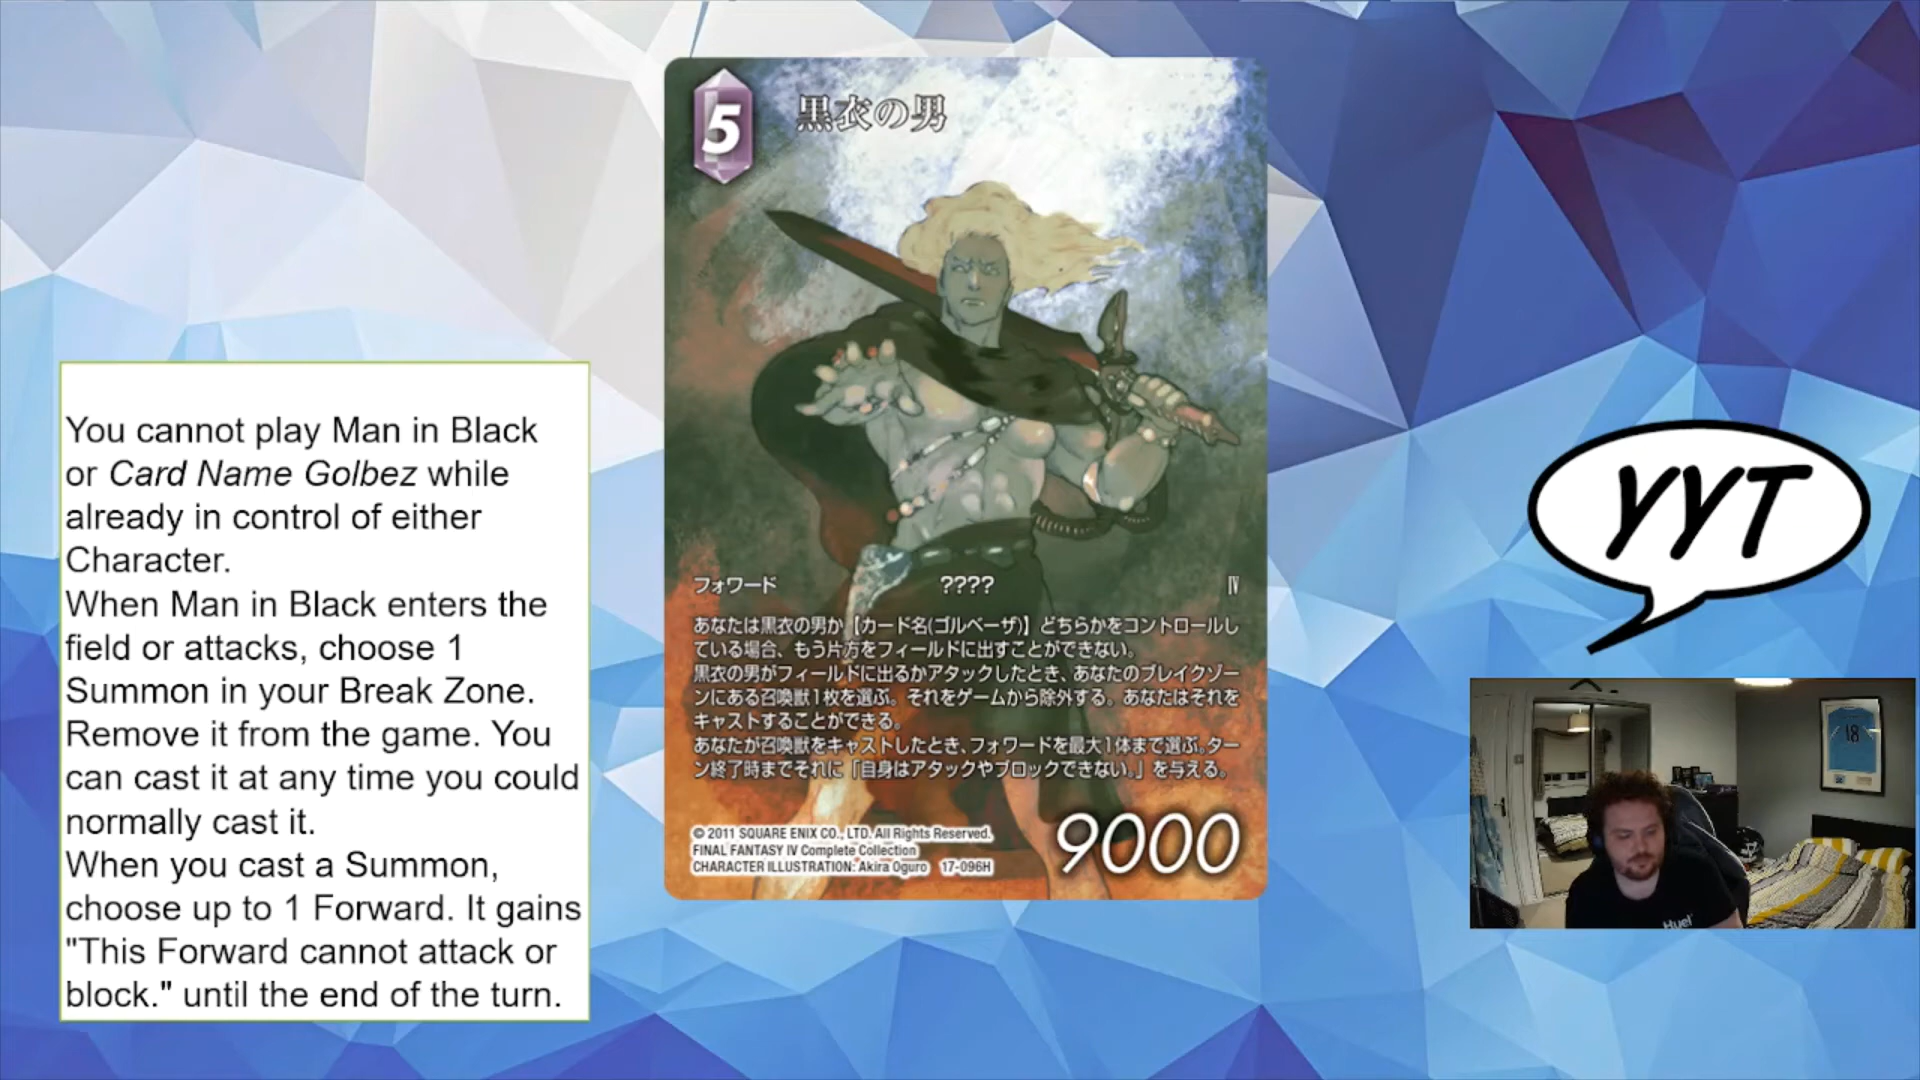 You cannot play Man in Black
or Card Name Golbez while
already in control of either
Character.
When Man in Black enters the
field or attacks, choose 1
Summon in your Break Zone.
Remove it from the game. You
can cast it at any time you could
normally cast it.
When you cast a Summon,
choose up to 1 Forward. It gains
"This Forward cannot attack or
block." until the end of the turn.
5
黒衣の男
フォワード ???? IV
あなたは黒衣の男か【カード名(ゴルベーザ)】どちらかをコントロールし
ている場合、もう片方をフィールドに出すことができない。
黒衣の男がフィールドに出るかアタックしたとき、あなたのブレイクゾー
ンにある召喚獣1枚を選ぶ。それをゲームから除外する。あなたはそれを
キャストすることができる。
あなたが召喚獣をキャストしたとき、フォワードを最大1体まで選ぶ。ター
ン終了時までそれに「自身はアタックやブロックできない。」を与える。
© 2011 SQUARE ENIX CO., LTD. All Rights Reserved.
FINAL FANTASY IV Complete Collection
CHARACTER ILLUSTRATION: Akira Oguro 17-096H
9000
YYT
18
Huel